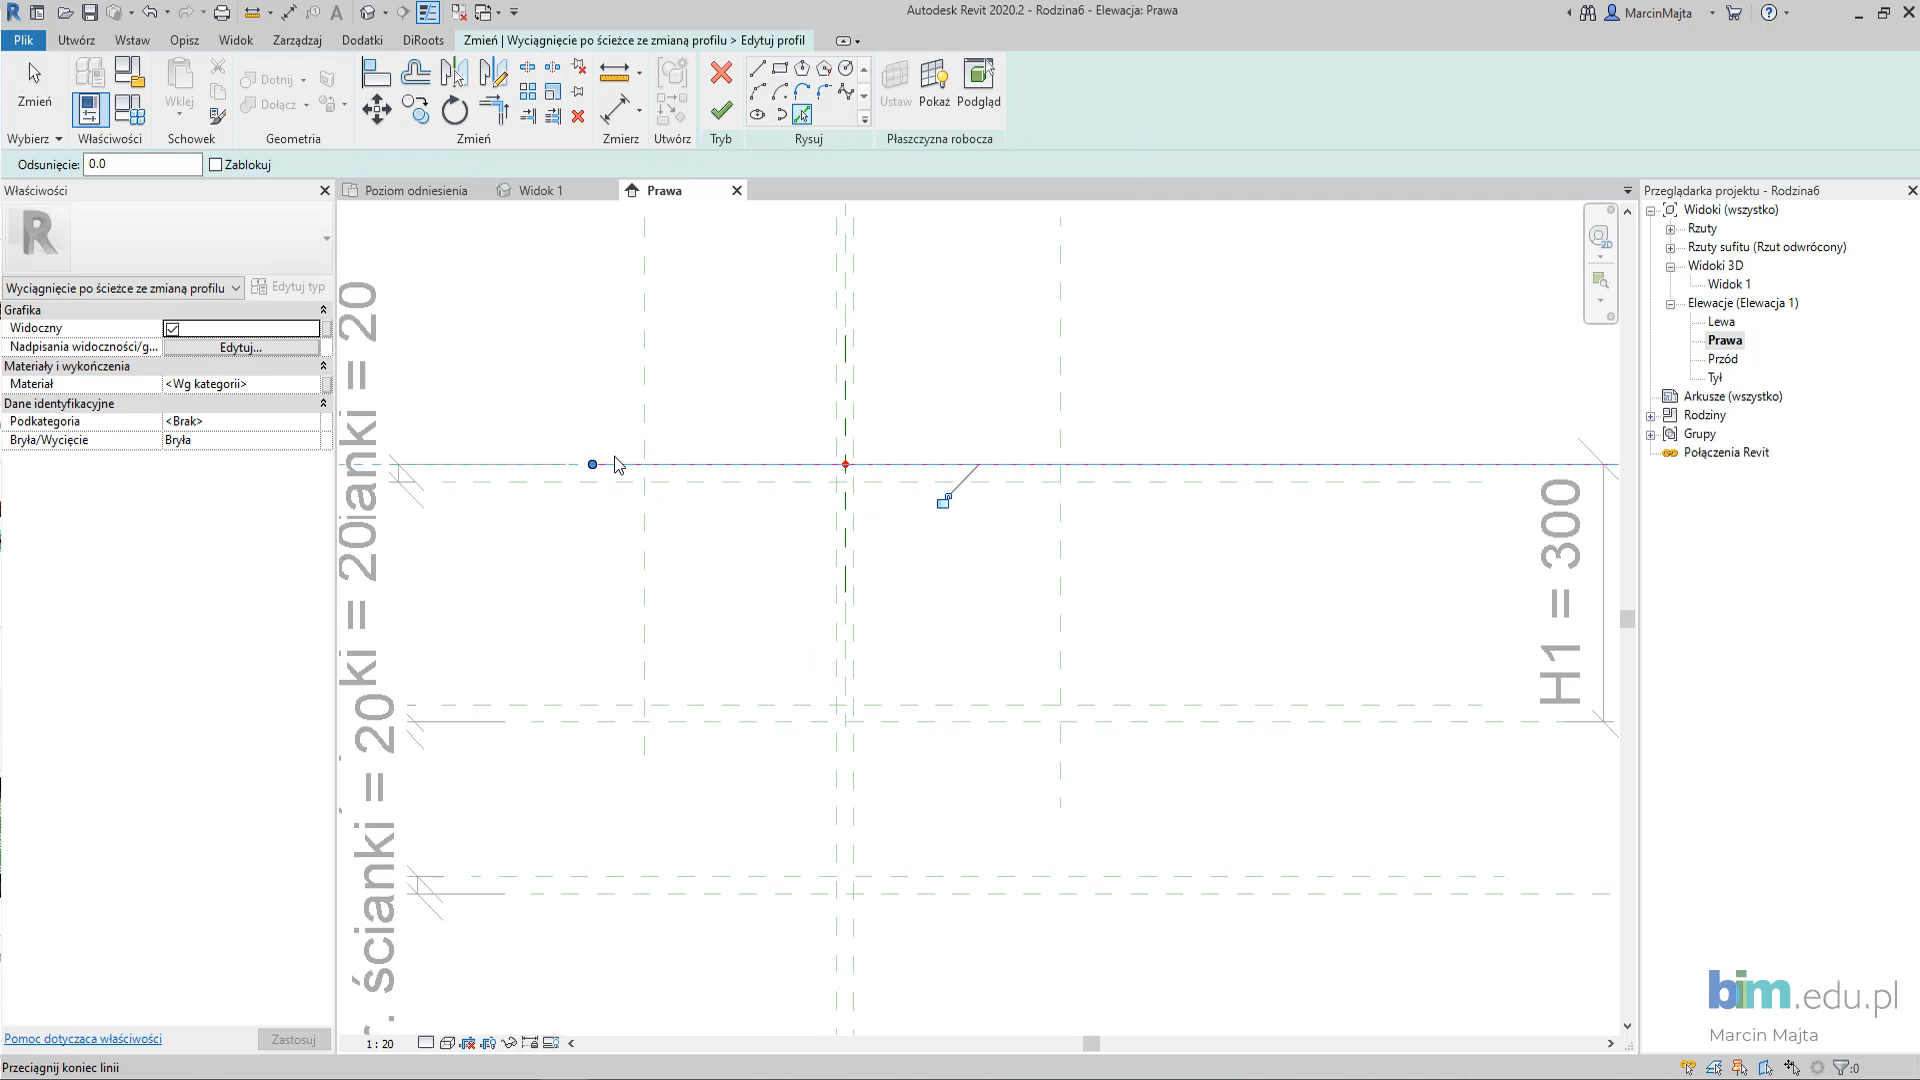 Autodesk Revit 2020.2 - Rodzina6 - Elewacja: Prawa
MarcinMajta
Plik
Utwórz
Wstaw
Opisz
Widok
Zarządzaj
Dodatki
DiRoots
Zmień | Wyciągnięcie po ścieżce ze zmianą profilu > Edytuj profil
Zmień
Wklej
Dotnij
Dołącz
Ustaw
Pokaż
Podgląd
Wybierz
Właściwości
Schowek
Geometria
Zmień
Zmierz
Utwórz
Tryb
Rysuj
Płaszczyzna robocza
Odsunięcie: 0.0
Zablokuj
Właściwości
Wyciągnięcie po ścieżce ze zmianą profilu
Edytuj typ
Grafika
Widoczny
Nadpisania widoczności/g...
Edytuj...
Materiały i wykończenia
Materiał
<Wg kategorii>
Dane identyfikacyjne
Podkategoria
<Brak>
Bryła/Wycięcie
Bryła
Pomoc dotycząca właściwości
Zastosuj
Poziom odniesienia
Widok 1
Prawa
2D
ianki = 20
ki = 20
r. ścianki = 20
H1 = 300
1 : 20
Przeglądarka projektu - Rodzina6
Widoki (wszystko)
Rzuty
Rzuty sufitu (Rzut odwrócony)
Widoki 3D
Widok 1
Elewacje (Elewacja 1)
Lewa
Prawa
Przód
Tył
Arkusze (wszystko)
Rodziny
Grupy
Połączenia Revit
bim.edu.pl
Marcin Majta
Przeciągnij koniec linii
:0